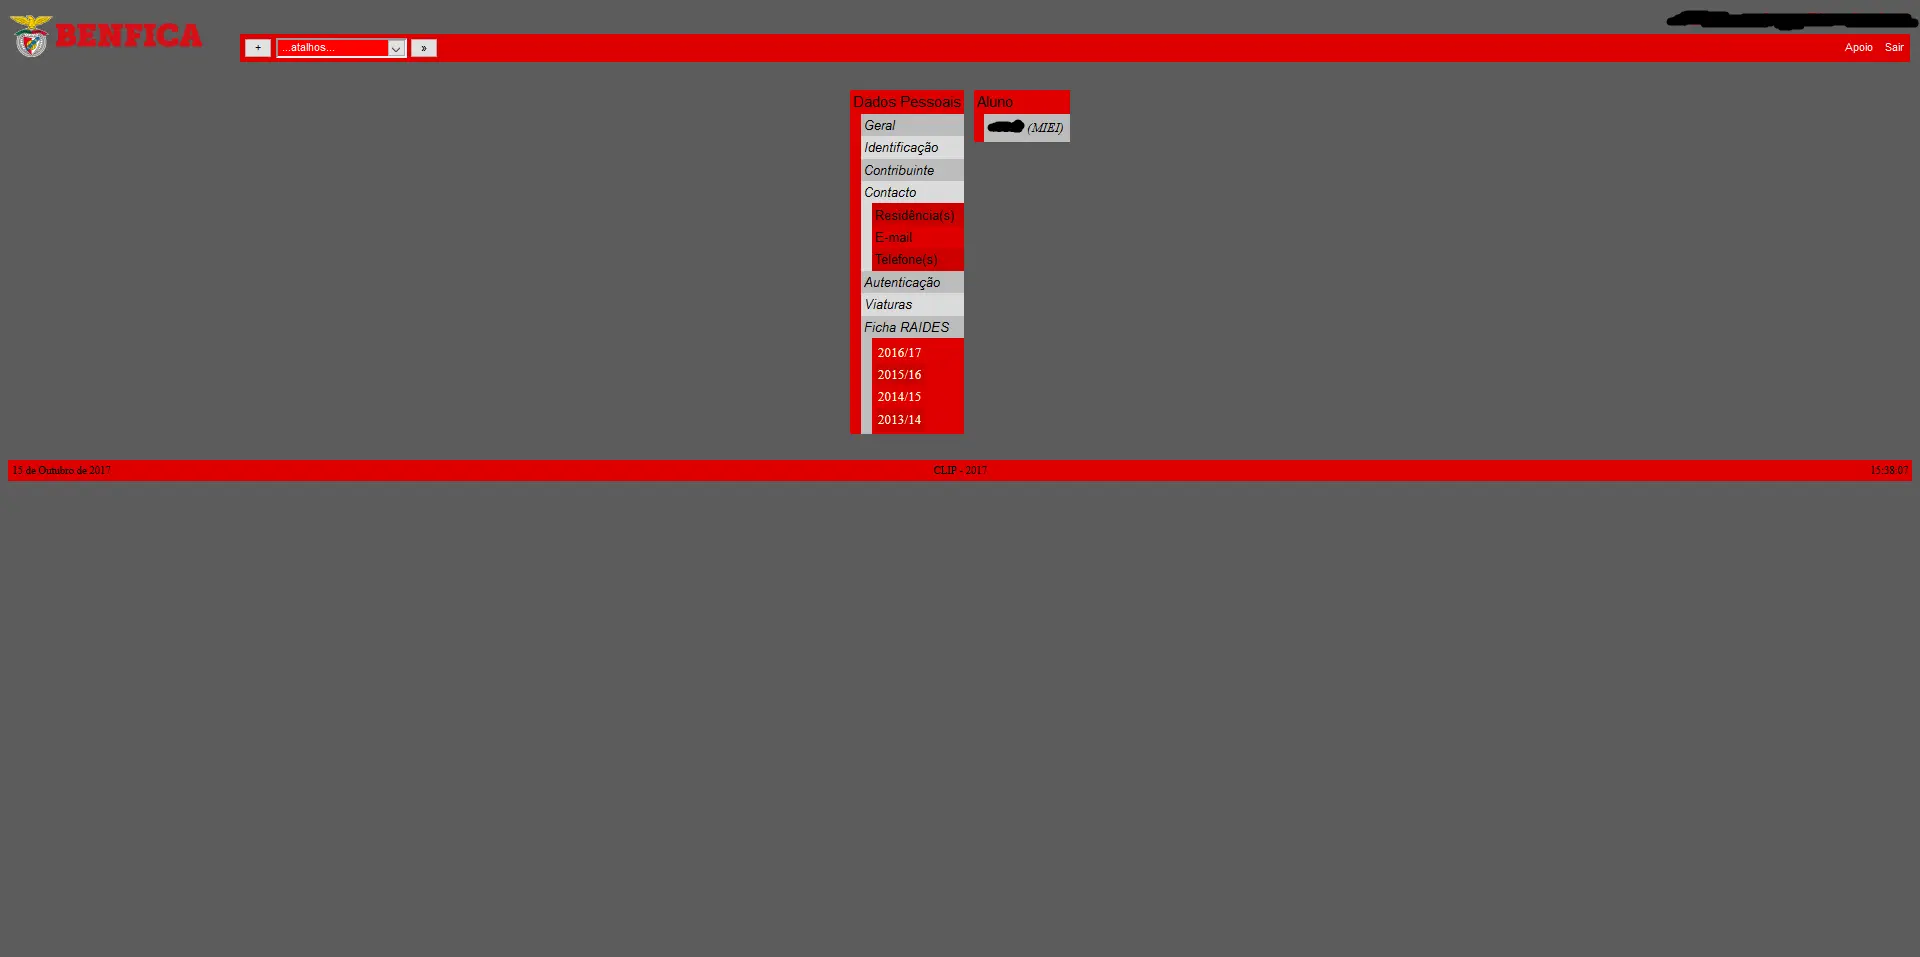 BENFICA
+ ...atalhos... »
Apoio Sair
Dados Pessoais
Geral
Identificação
Contribuinte
Contacto
Residência(s)
E-mail
Telefone(s)
Autenticação
Viaturas
Ficha RAIDES
2016/17
2015/16
2014/15
2013/14
Aluno
(MIEI)
15 de Outubro de 2017
CLIP - 2017
15:38:07